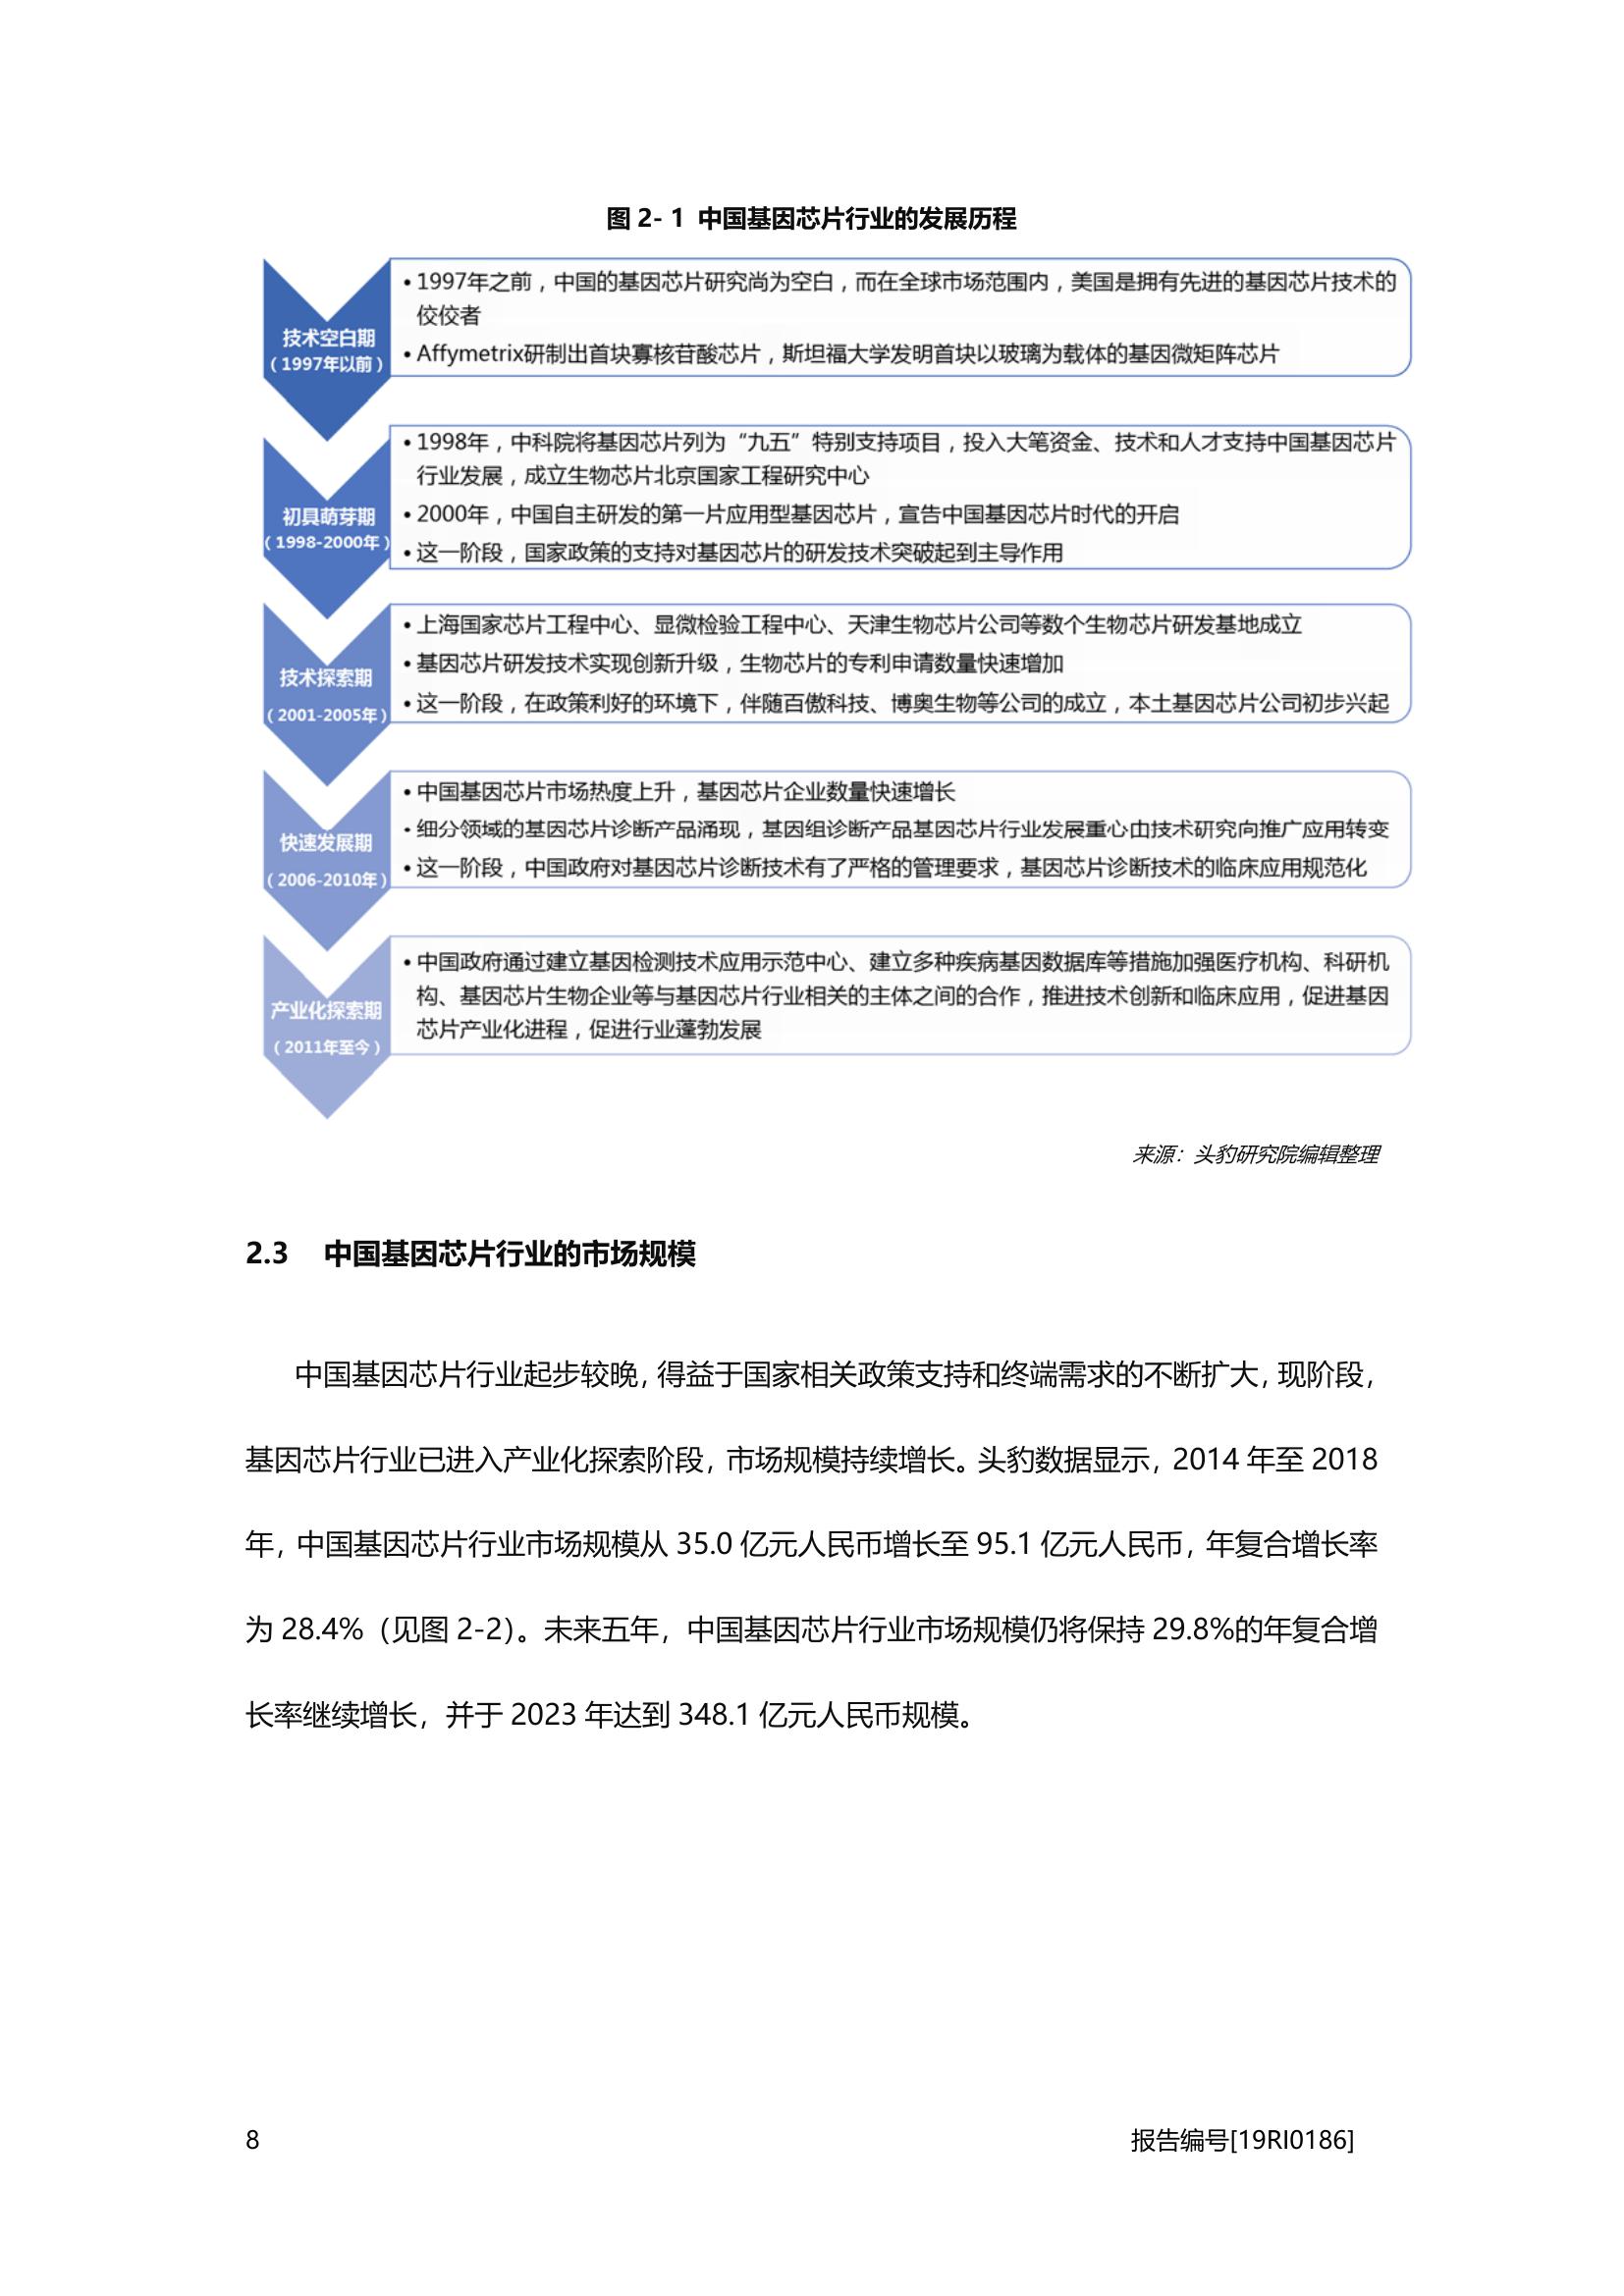 图 2- 1 中国基因芯片行业的发展历程
技术空白期
（1997年以前）
•1997年之前，中国的基因芯片研究尚为空白，而在全球市场范围内，美国是拥有先进的基因芯片技术的
佼佼者
•Affymetrix研制出首块寡核苷酸芯片，斯坦福大学发明首块以玻璃为载体的基因微矩阵芯片
初具萌芽期
（1998-2000年）
•1998年，中科院将基因芯片列为“九五”特别支持项目，投入大笔资金、技术和人才支持中国基因芯片
行业发展，成立生物芯片北京国家工程研究中心
•2000年，中国自主研发的第一片应用型基因芯片，宣告中国基因芯片时代的开启
•这一阶段，国家政策的支持对基因芯片的研发技术突破起到主导作用
技术探索期
（2001-2005年）
•上海国家芯片工程中心、显微检验工程中心、天津生物芯片公司等数个生物芯片研发基地成立
•基因芯片研发技术实现创新升级，生物芯片的专利申请数量快速增加
•这一阶段，在政策利好的环境下，伴随百傲科技、博奥生物等公司的成立，本土基因芯片公司初步兴起
快速发展期
（2006-2010年）
•中国基因芯片市场热度上升，基因芯片企业数量快速增长
•细分领域的基因芯片诊断产品涌现，基因组诊断产品基因芯片行业发展重心由技术研究向推广应用转变
•这一阶段，中国政府对基因芯片诊断技术有了严格的管理要求，基因芯片诊断技术的临床应用规范化
产业化探索期
（2011年至今）
•中国政府通过建立基因检测技术应用示范中心、建立多种疾病基因数据库等措施加强医疗机构、科研机
构、基因芯片生物企业等与基因芯片行业相关的主体之间的合作，推进技术创新和临床应用，促进基因
芯片产业化进程，促进行业蓬勃发展
来源：头豹研究院编辑整理
2.3 中国基因芯片行业的市场规模
中国基因芯片行业起步较晚，得益于国家相关政策支持和终端需求的不断扩大，现阶段，
基因芯片行业已进入产业化探索阶段，市场规模持续增长。头豹数据显示，2014 年至 2018
年，中国基因芯片行业市场规模从 35.0 亿元人民币增长至 95.1 亿元人民币，年复合增长率
为 28.4%（见图 2-2）。未来五年，中国基因芯片行业市场规模仍将保持 29.8%的年复合增
长率继续增长，并于 2023 年达到 348.1 亿元人民币规模。
8
报告编号[19RI0186]